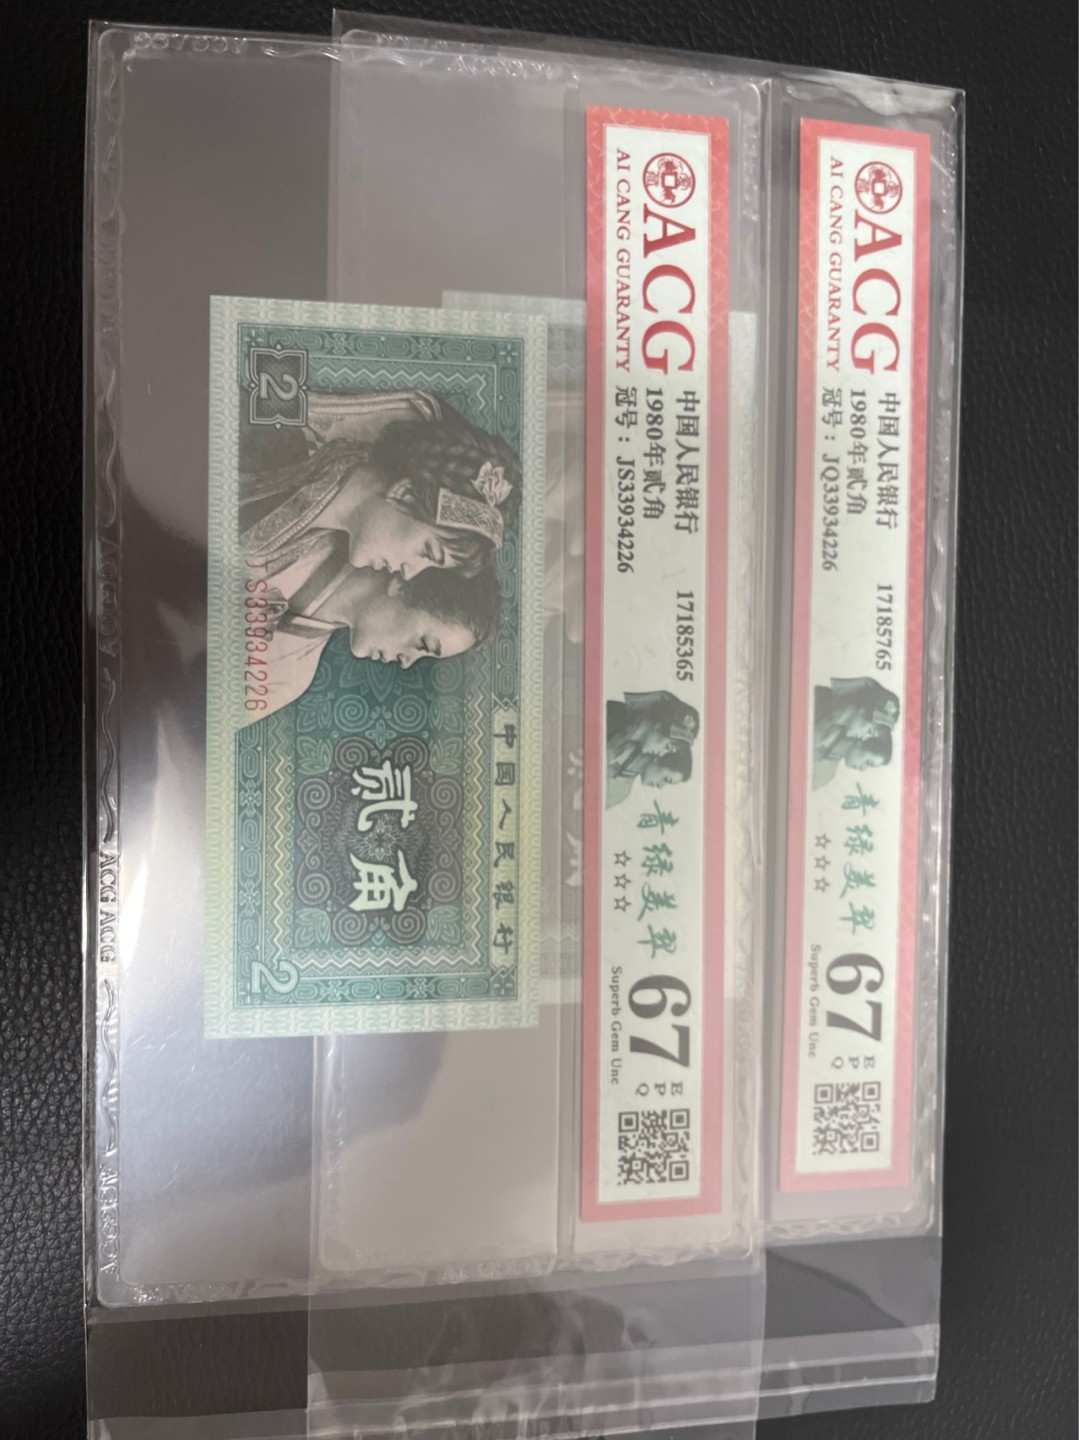 ACG
AI CANG GUARANTY
中国人民银行
1980年贰角
冠号：JQ33934226
17185765
青绿美翠
☆☆☆
67
EPQ
Superb Gem Unc
ACG
AI CANG GUARANTY
中国人民银行
1980年贰角
冠号：JS33934226
17185365
青绿美翠
☆☆☆
67
EPQ
Superb Gem Unc
中国人民银行
贰角
2
2
JS33934226
ACG ACG